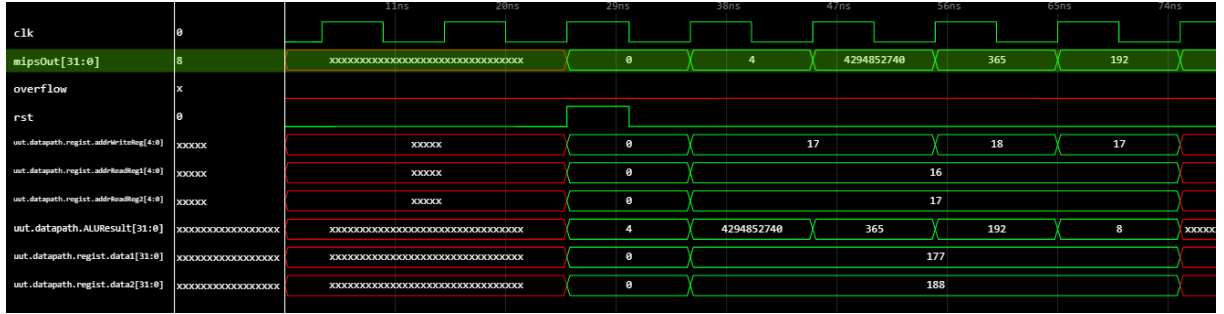 11ns 20ns 29ns 38ns 47ns 56ns 65ns 74ns
clk 0
mipsOut[31:0] 8 xxxxxxxxxxxxxxxxxxxxxxxxxxxxxxxx 0 4 4294852740 365 192
overflow x
rst 0
uut.datapath.regist.addrWriteReg[4:0] xxxxx xxxxx 0 17 18 17
uut.datapath.regist.addrReadReg1[4:0] xxxxx xxxxx 0 16
uut.datapath.regist.addrReadReg2[4:0] xxxxx xxxxx 0 17
uut.datapath.ALUResult[31:0] xxxxxxxxxxxxxxxxx xxxxxxxxxxxxxxxxxxxxxxxxxxxxxxxx 4 4294852740 365 192 8 xxxxx
uut.datapath.regist.data1[31:0] xxxxxxxxxxxxxxxxx xxxxxxxxxxxxxxxxxxxxxxxxxxxxxxxx 0 177
uut.datapath.regist.data2[31:0] xxxxxxxxxxxxxxxxx xxxxxxxxxxxxxxxxxxxxxxxxxxxxxxxx 0 188